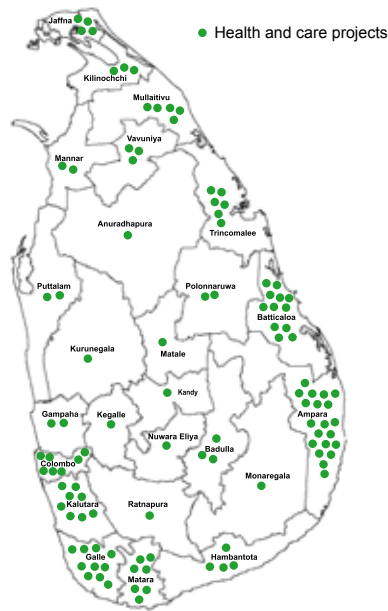 Jaffna
Health and care projects
Kilinochchi
Mullaitivu
Vavuniya
Mannar
Anuradhapura
Trincomalee
Puttalam
Polonnaruwa
Batticaloa
Kurunegala
Matale
Kandy
Gampaha
Kegalle
Ampara
Nuwara Eliya
Badulla
Colombo
Monaregala
Kalutara
Ratnapura
Galle
Hambantota
Matara